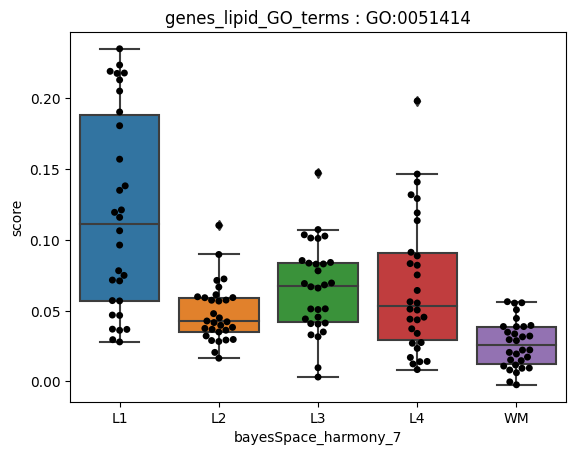 genes_lipid_GO_terms : GO:0051414
score
0.20
0.15
0.10
0.05
0.00
L1 L2 L3 L4 WM
bayesSpace_harmony_7